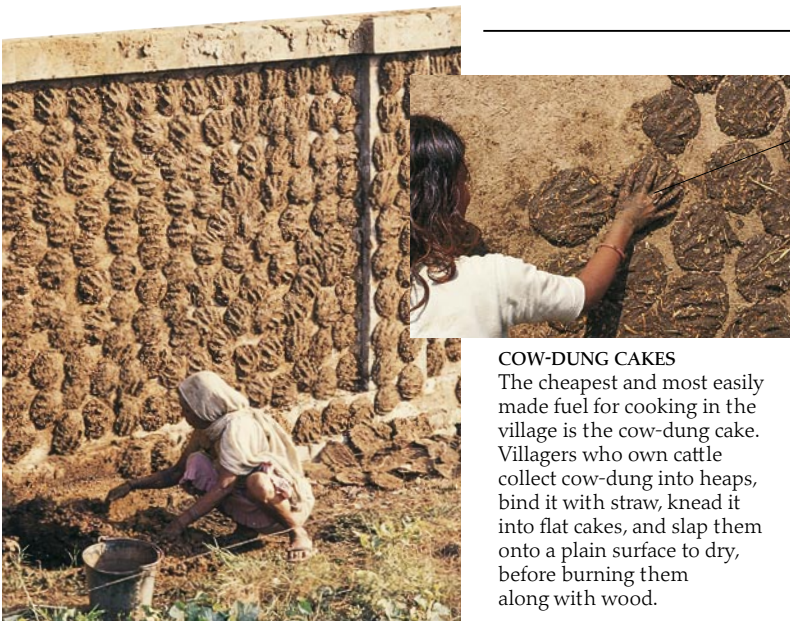 COW-DUNG CAKES
The cheapest and most easily
made fuel for cooking in the
village is the cow-dung cake.
Villagers who own cattle
collect cow-dung into heaps,
bind it with straw, knead it
into flat cakes, and slap them
onto a plain surface to dry,
before burning them
along with wood.